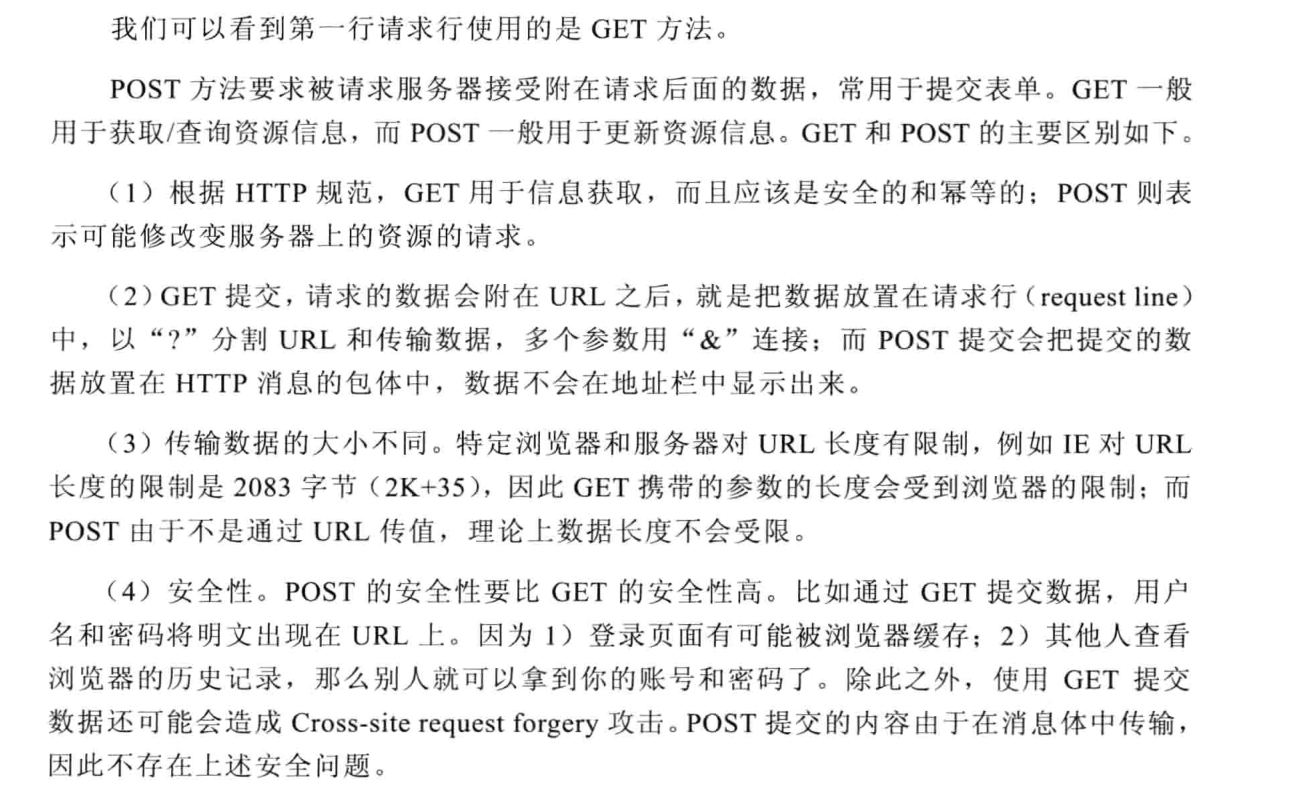 我们可以看到第一行请求行使用的是 GET 方法。
POST 方法要求被请求服务器接受附在请求后面的数据，常用于提交表单。GET 一般
用于获取/查询资源信息，而 POST 一般用于更新资源信息。GET 和 POST 的主要区别如下。
（1）根据 HTTP 规范，GET 用于信息获取，而且应该是安全的和幂等的；POST 则表
示可能修改变服务器上的资源的请求。
（2）GET 提交，请求的数据会附在 URL 之后，就是把数据放置在请求行（request line）
中，以“?”分割 URL 和传输数据，多个参数用“&”连接；而 POST 提交会把提交的数
据放置在 HTTP 消息的包体中，数据不会在地址栏中显示出来。
（3）传输数据的大小不同。特定浏览器和服务器对 URL 长度有限制，例如 IE 对 URL
长度的限制是 2083 字节（2K+35），因此 GET 携带的参数的长度会受到浏览器的限制；而
POST 由于不是通过 URL 传值，理论上数据长度不会受限。
（4）安全性。POST 的安全性要比 GET 的安全性高。比如通过 GET 提交数据，用户
名和密码将明文出现在 URL 上。因为 1）登录页面有可能被浏览器缓存；2）其他人查看
浏览器的历史记录，那么别人就可以拿到你的账号和密码了。除此之外，使用 GET 提交
数据还可能会造成 Cross-site request forgery 攻击。POST 提交的内容由于在消息体中传输，
因此不存在上述安全问题。